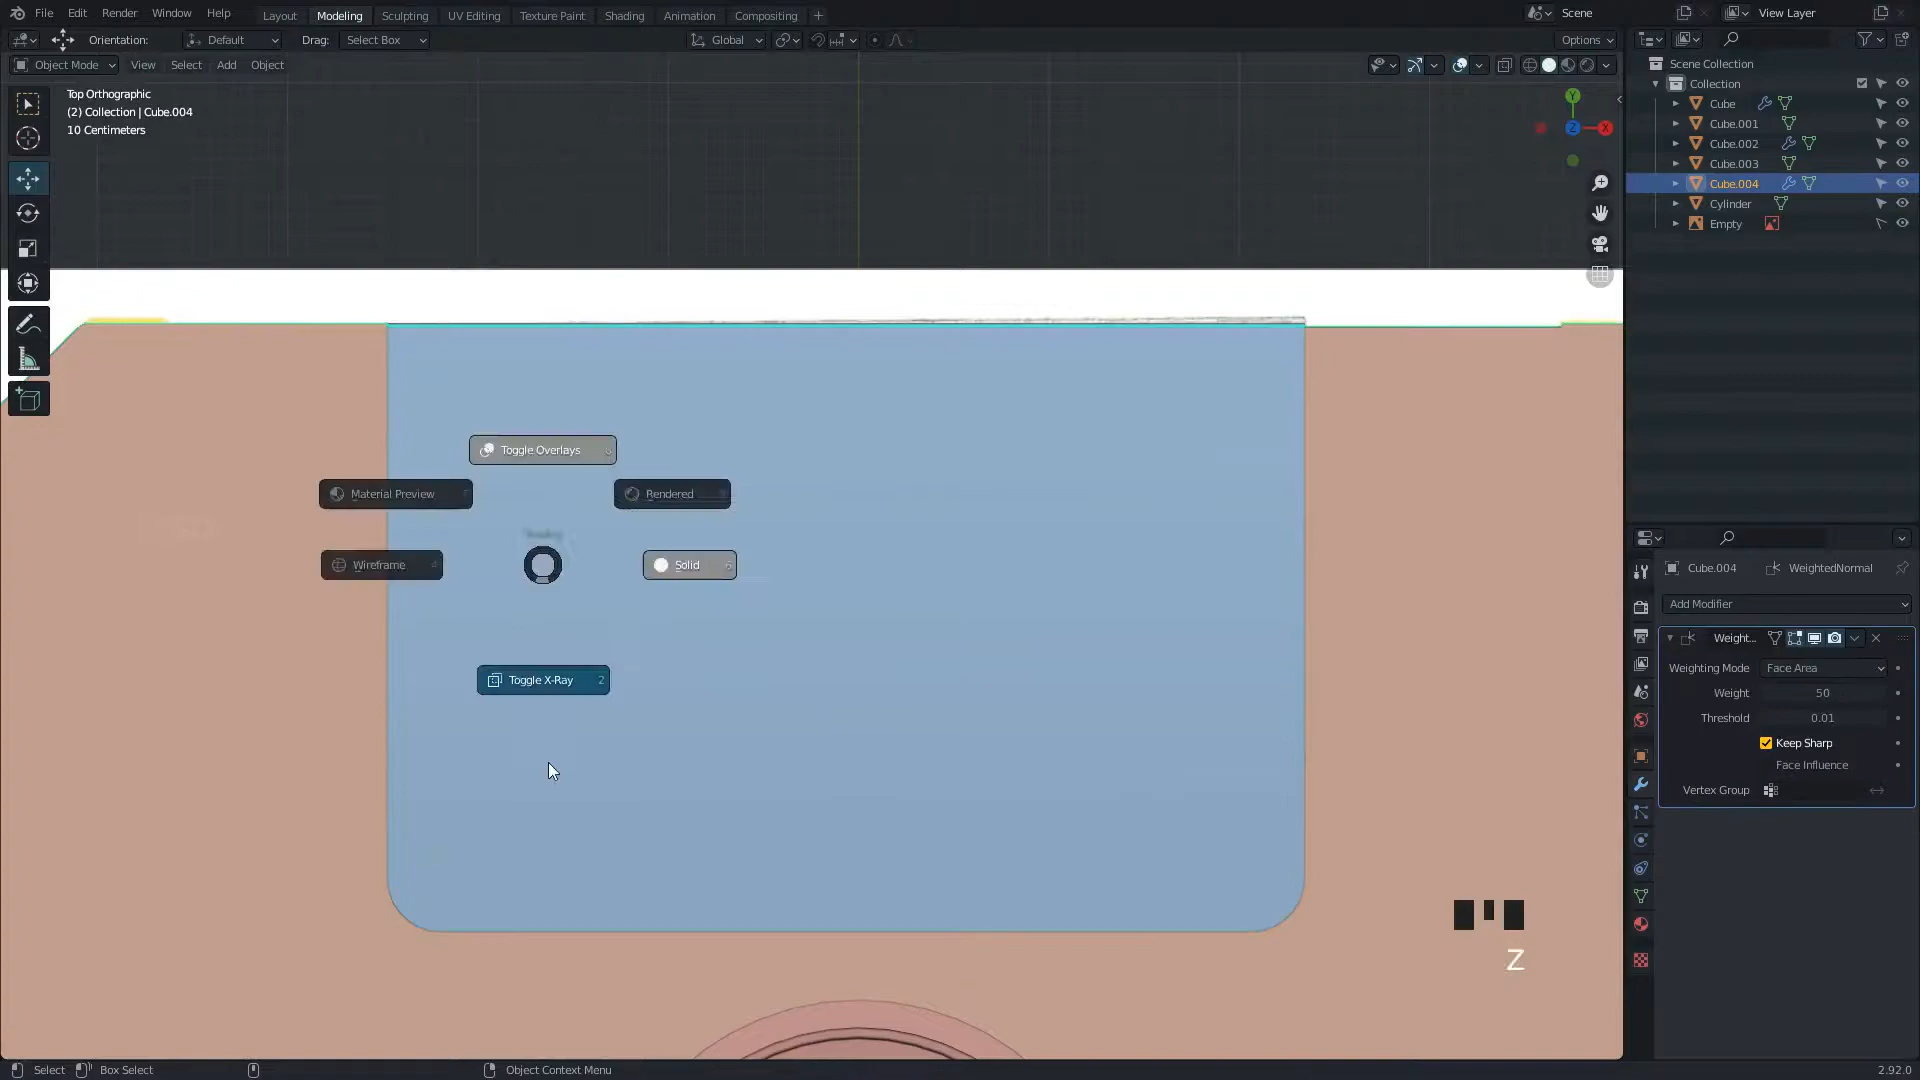 File Edit Render Window Help Layout Modeling Sculpting UV Editing Texture Paint Shading Animation Compositing + Scene View Layer
Orientation: Default Drag: Select Box Global Options
Object Mode View Select Add Object
Top Orthographic
(2) Collection | Cube.004
10 Centimeters
Y
Z
X
Scene Collection
Collection
Cube
Cube.001
Cube.002
Cube.003
Cube.004
Cylinder
Empty
Toggle Overlays 8
Material Preview
Rendered
Wireframe 4
Solid 6
Toggle X-Ray 2
Cube.004 WeightedNormal
Add Modifier
Weight...
Weighting Mode Face Area
Weight 50
Threshold 0.01
Keep Sharp
Face Influence
Vertex Group
Z
Select Box Select Object Context Menu 2.92.0